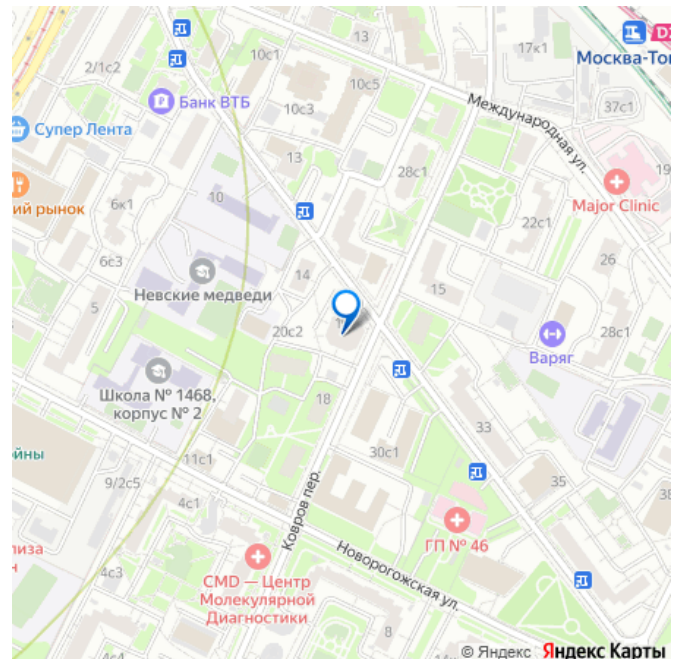 13
17к1
Москва-То
2/1с2
10с1
10с5
Банк ВТБ
10с3
Международная ул.
37с1
Супер Лента
13
28с1
19
ий рынок
6к1
10
Major Clinic
22с1
6с3
14
26
Невские медведи
15
5
20с2
28с1
Варяг
Школа № 1468,
корпус № 2
18
33
ойны
11с1
30с1
9/2с5
4с1
35
38
Ковров пер.
ГП № 46
лиза
н
Новорогожская ул.
4с3
CMD — Центр
Молекулярной
Диагностики
8
4с4
© Яндекс Яндекс Карты